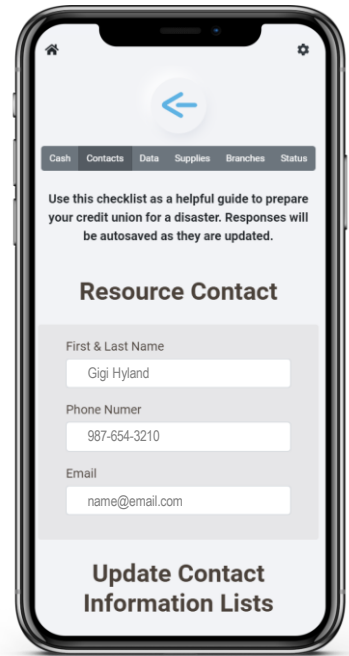 Cash Contacts Data Supplies Branches Status
Use this checklist as a helpful guide to prepare
your credit union for a disaster. Responses will
be autosaved as they are updated.
Resource Contact
First & Last Name
Gigi Hyland
Phone Numer
987-654-3210
Email
name@email.com
Update Contact
Information Lists